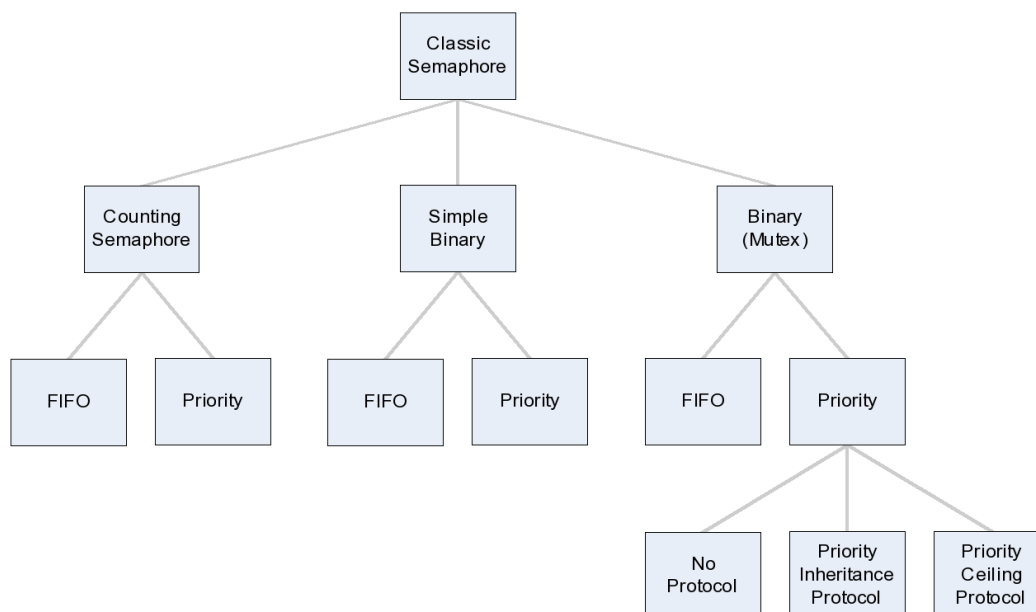 Classic
Semaphore
Counting
Semaphore
Simple
Binary
Binary
(Mutex)
FIFO
Priority
FIFO
Priority
FIFO
Priority
No
Protocol
Priority
Inheritance
Protocol
Priority
Ceiling
Protocol